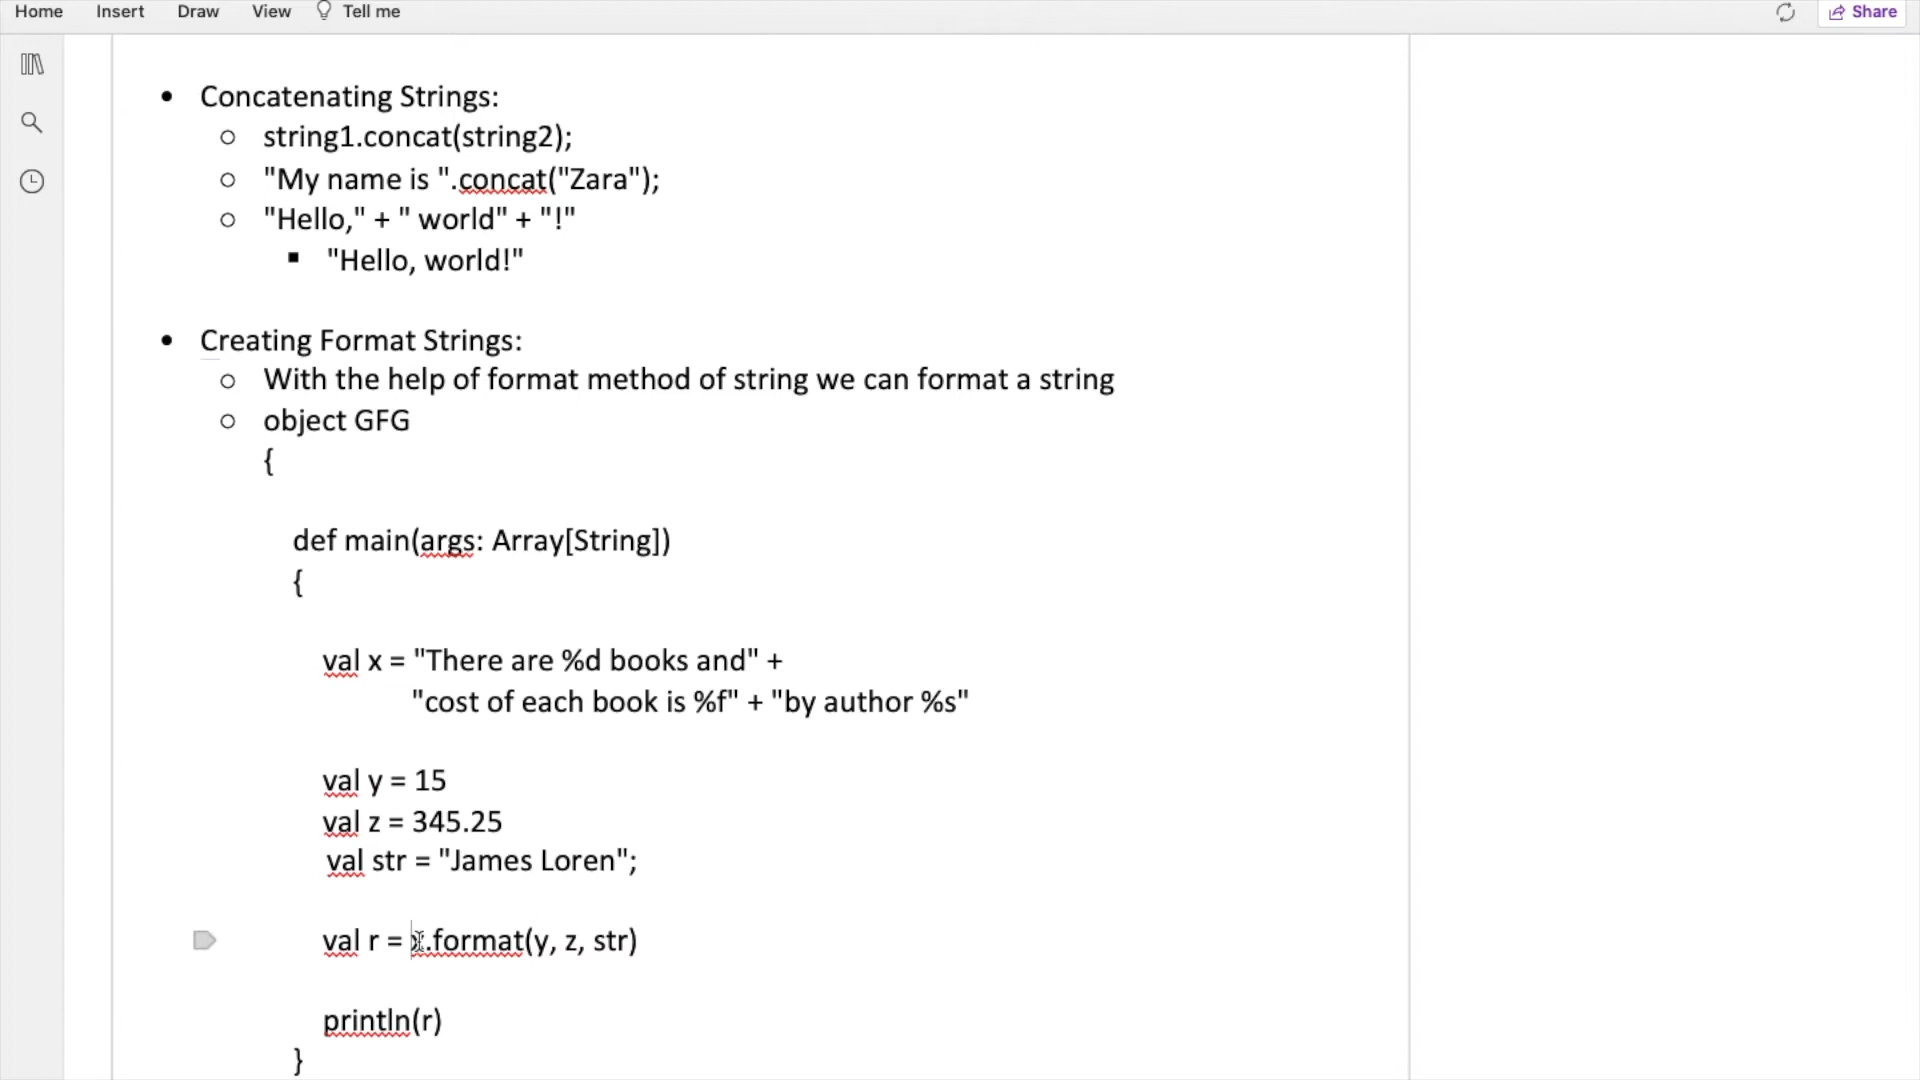 Home Insert Draw View Tell me Share
• Concatenating Strings:
○ string1.concat(string2);
○ "My name is ".concat("Zara");
○ "Hello," + " world" + "!"
▪ "Hello, world!"
• Creating Format Strings:
○ With the help of format method of string we can format a string
○ object GFG
{
def main(args: Array[String])
{
val x = "There are %d books and" +
"cost of each book is %f" + "by author %s"
val y = 15
val z = 345.25
val str = "James Loren";
val r = x.format(y, z, str)
println(r)
}